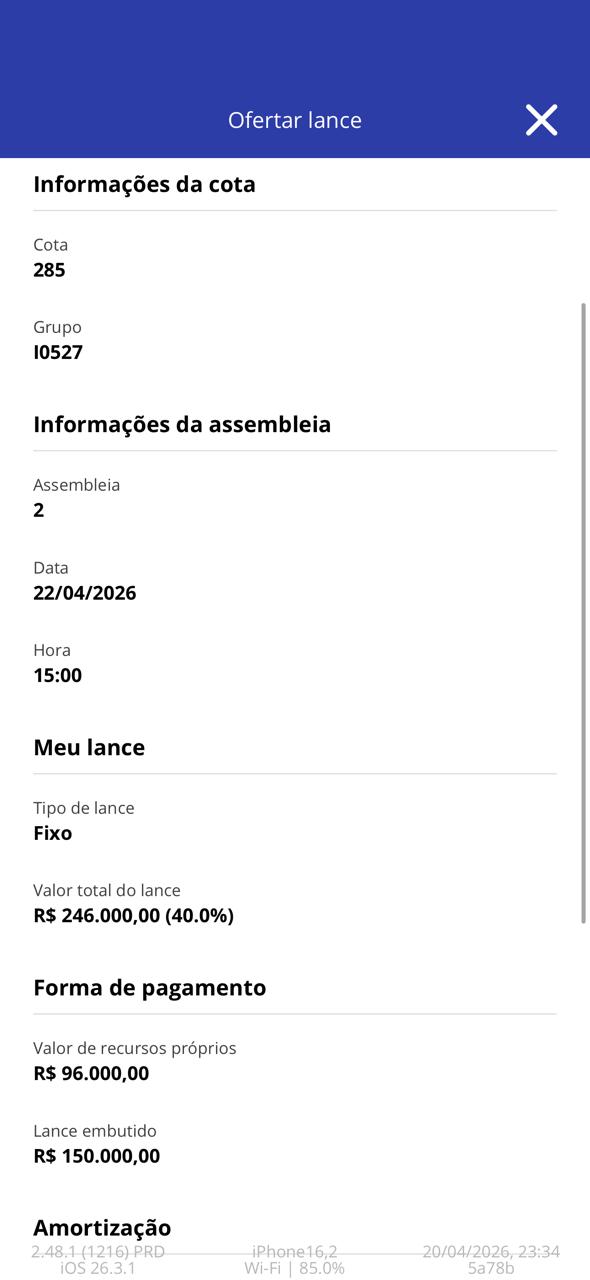 Ofertar lance
Informações da cota
Cota
285
Grupo
I0527
Informações da assembleia
Assembleia
2
Data
22/04/2026
Hora
15:00
Meu lance
Tipo de lance
Fixo
Valor total do lance
R$ 246.000,00 (40.0%)
Forma de pagamento
Valor de recursos próprios
R$ 96.000,00
Lance embutido
R$ 150.000,00
Amortização
2.48.1 (1216) PRD iPhone16,2 20/04/2026, 23:34
iOS 26.3.1 Wi-Fi | 85.0% 5a78b